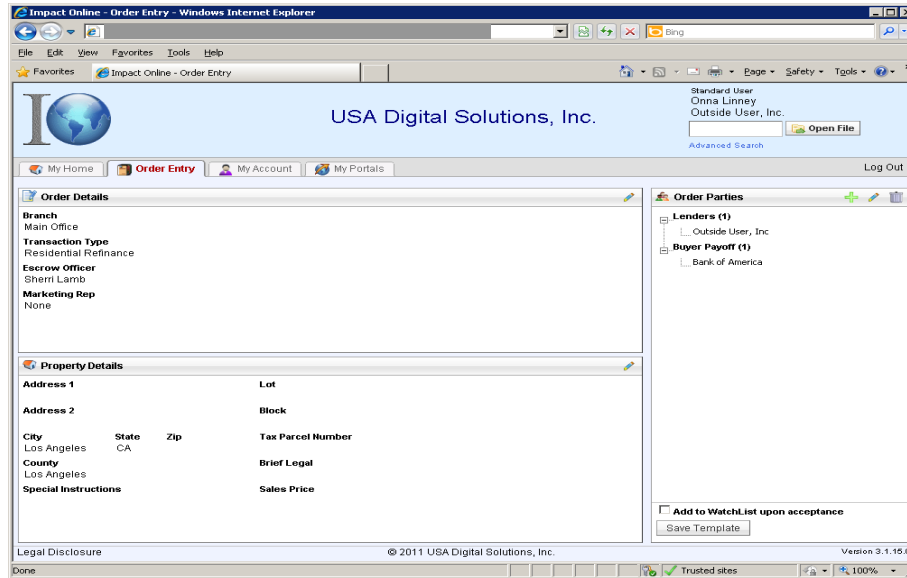 Impact Online - Order Entry - Windows Internet Explorer
Bing
File Edit View Favorites Tools Help
Favorites Impact Online - Order Entry Page Safety Tools
IO USA Digital Solutions, Inc.
Standard User
Onna Linney
Outside User, Inc.
Open File
Advanced Search
My Home Order Entry My Account My Portals Log Out
Order Details
Branch
Main Office
Transaction Type
Residential Refinance
Escrow Officer
Sherri Lamb
Marketing Rep
None
Property Details
Address 1 Lot
Address 2 Block
City State Zip Tax Parcel Number
Los Angeles CA
County Brief Legal
Los Angeles
Special Instructions Sales Price
Order Parties
Lenders (1)
Outside User, Inc
Buyer Payoff (1)
Bank of America
Add to WatchList upon acceptance
Save Template
Legal Disclosure © 2011 USA Digital Solutions, Inc. Version 3.1.15.
Done Trusted sites 100%